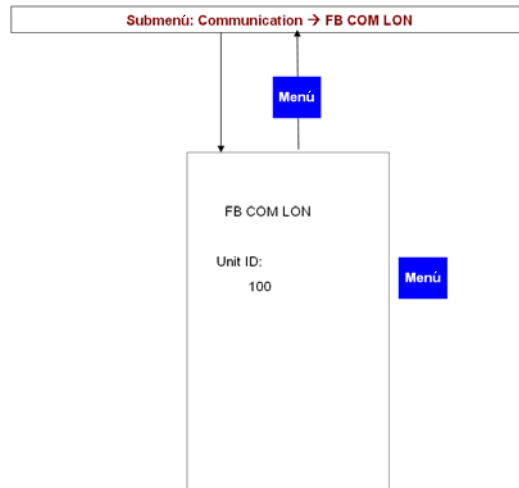 Submenú: Communication → FB COM LON
Menú
FB COM LON
Unit ID:
Menú
100